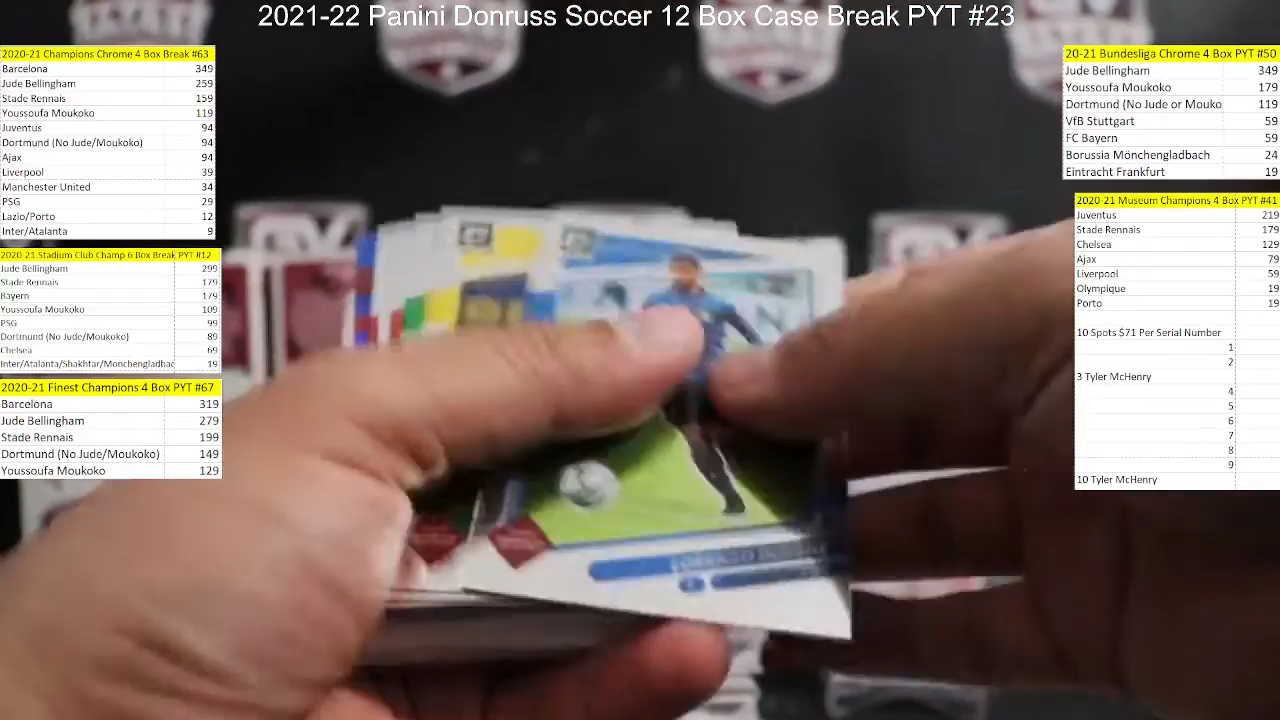 2021-22 Panini Donruss Soccer 12 Box Case Break PYT #23
2020-21 Champions Chrome 4 Box Break #63
Barcelona 349
Jude Bellingham 259
Stade Rennais 159
Youssoufa Moukoko 119
Juventus 94
Dortmund (No Jude/Moukoko) 94
Ajax 94
Liverpool 39
Manchester United 34
PSG 29
Lazio/Porto 12
Inter/Atalanta 9
2020-21 Stadium Club Champ 6 Box Break PYT #12
Jude Bellingham 299
Stade Rennais 179
Bayern 179
Youssoufa Moukoko 109
PSG 99
Dortmund (No Jude/Moukoko) 89
Chelsea 69
Inter/Atalanta/Shakhtar/Monchengladbac 19
2020-21 Finest Champions 4 Box PYT #67
Barcelona 319
Jude Bellingham 279
Stade Rennais 199
Dortmund (No Jude/Moukoko) 149
Youssoufa Moukoko 129
20-21 Bundesliga Chrome 4 Box PYT #50
Jude Bellingham 349
Youssoufa Moukoko 179
Dortmund (No Jude or Mouko 119
VfB Stuttgart 59
FC Bayern 59
Borussia Mönchengladbach 24
Eintracht Frankfurt 19
2020-21 Museum Champions 4 Box PYT #41
Juventus 219
Stade Rennais 179
Chelsea 129
Ajax 79
Liverpool 59
Olympique 19
Porto 19
10 Spots $71 Per Serial Number
1
2
3 Tyler McHenry
4
5
6
7
8
9
10 Tyler McHenry